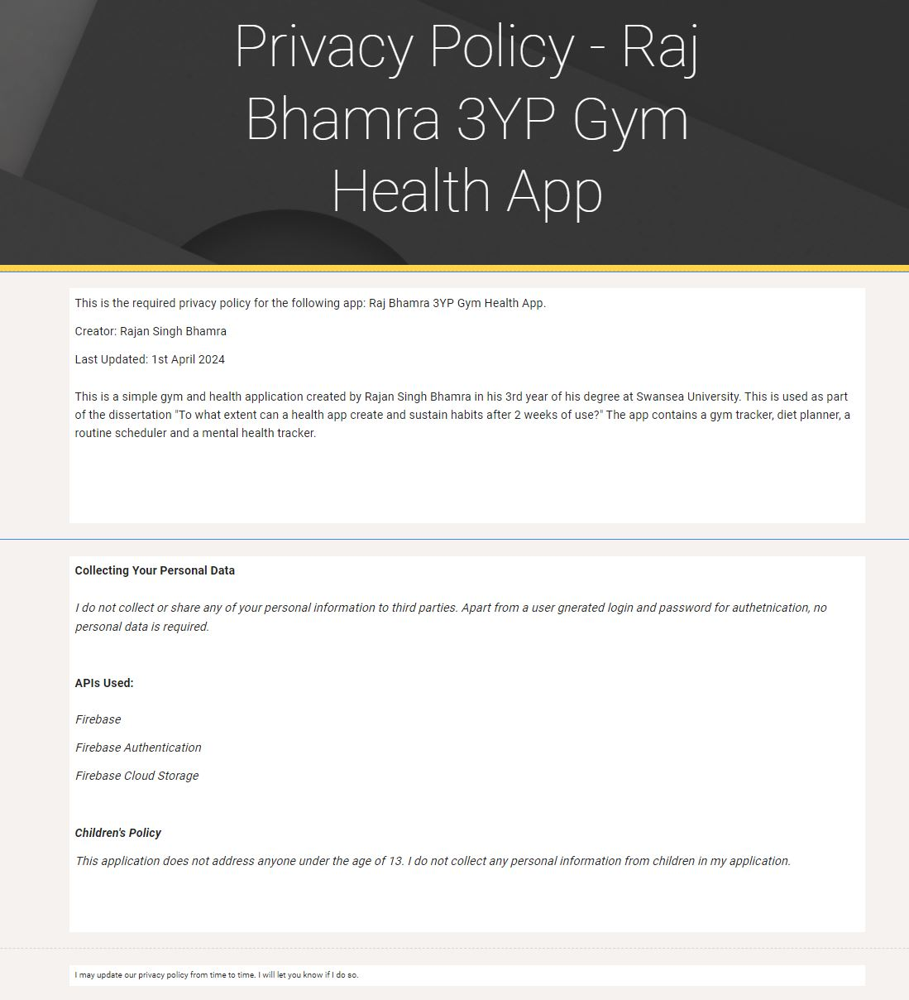 Privacy Policy - Raj
Bhamra 3YP Gym
Health App
This is the required privacy policy for the following app: Raj Bhamra 3YP Gym Health App.
Creator: Rajan Singh Bhamra
Last Updated: 1st April 2024
This is a simple gym and health application created by Rajan Singh Bhamra in his 3rd year of his degree at Swansea University. This is used as part
of the dissertation "To what extent can a health app create and sustain habits after 2 weeks of use?" The app contains a gym tracker, diet planner, a
routine scheduler and a mental health tracker.
Collecting Your Personal Data
I do not collect or share any of your personal information to third parties. Apart from a user gnerated login and password for authetnication, no
personal data is required.
APIs Used:
Firebase
Firebase Authentication
Firebase Cloud Storage
Children's Policy
This application does not address anyone under the age of 13. I do not collect any personal information from children in my application.
I may update our privacy policy from time to time. I will let you know if I do so.